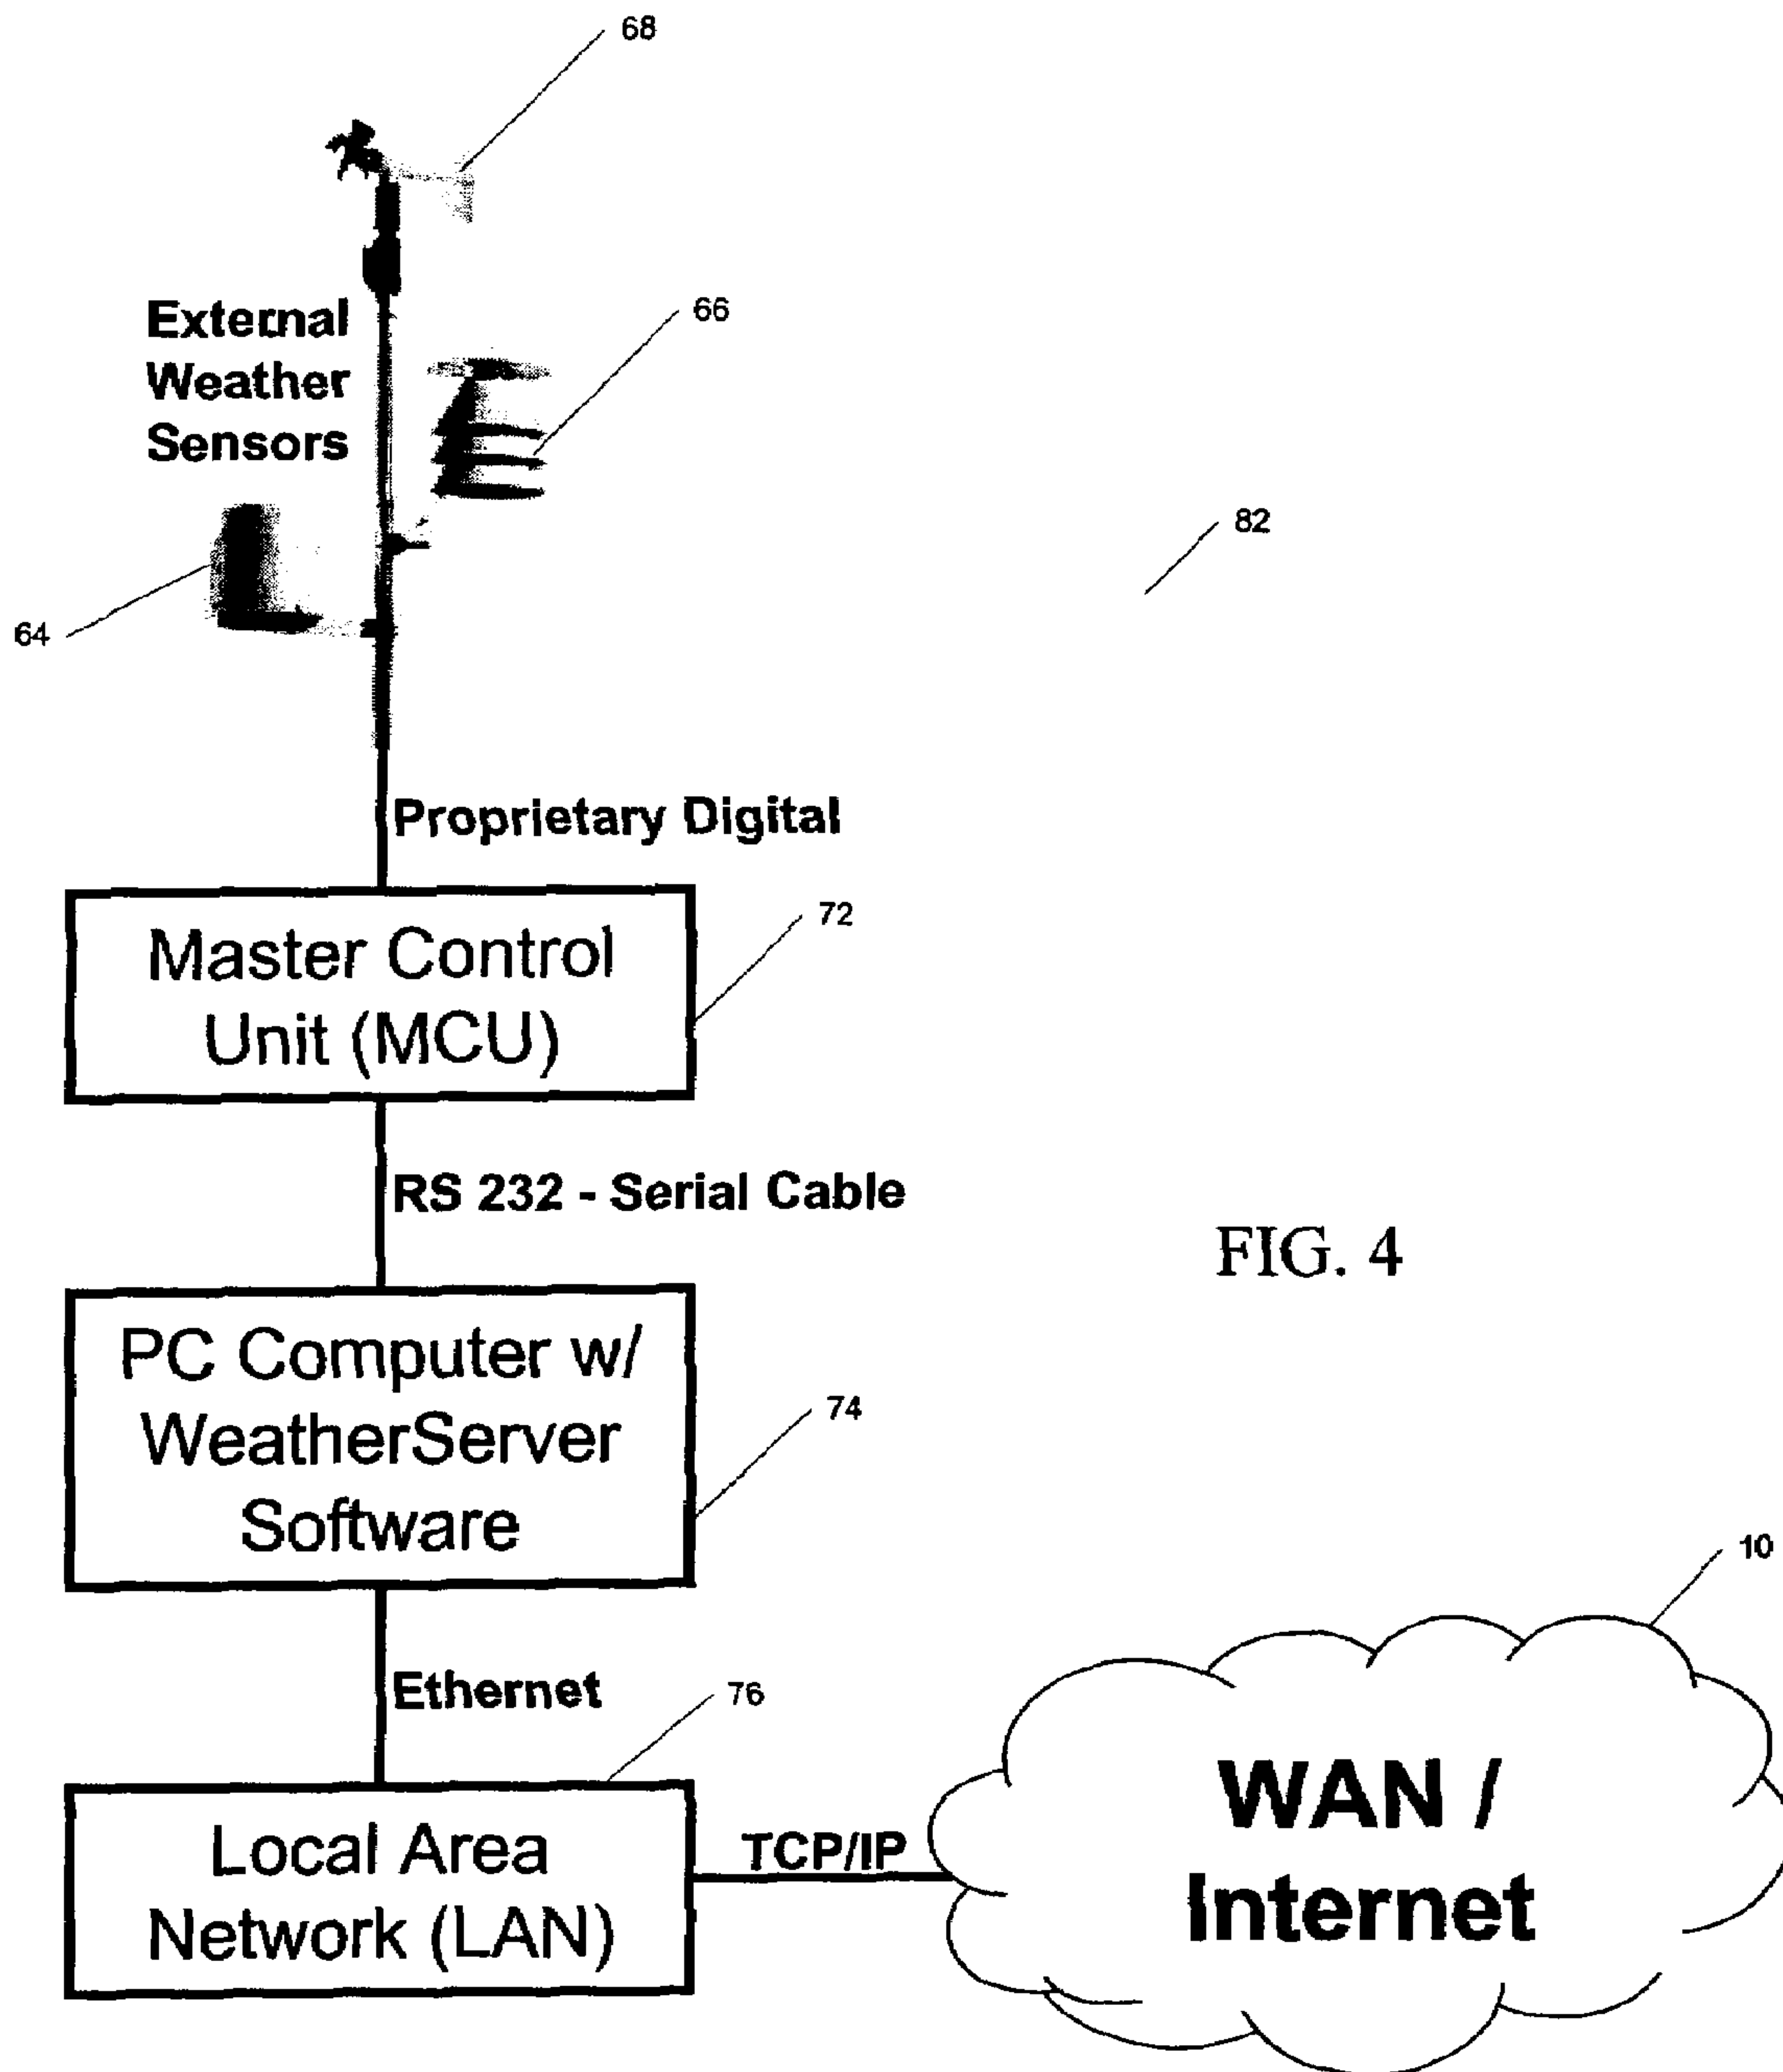 68
External
Weather
Sensors
66
82
64
Proprietary Digital
Master Control
Unit (MCU)
72
RS 232 - Serial Cable
FIG. 4
PC Computer w/
WeatherServer
Software
74
10
Ethernet
76
WAN /
Internet
TCP/IP
Local Area
Network (LAN)